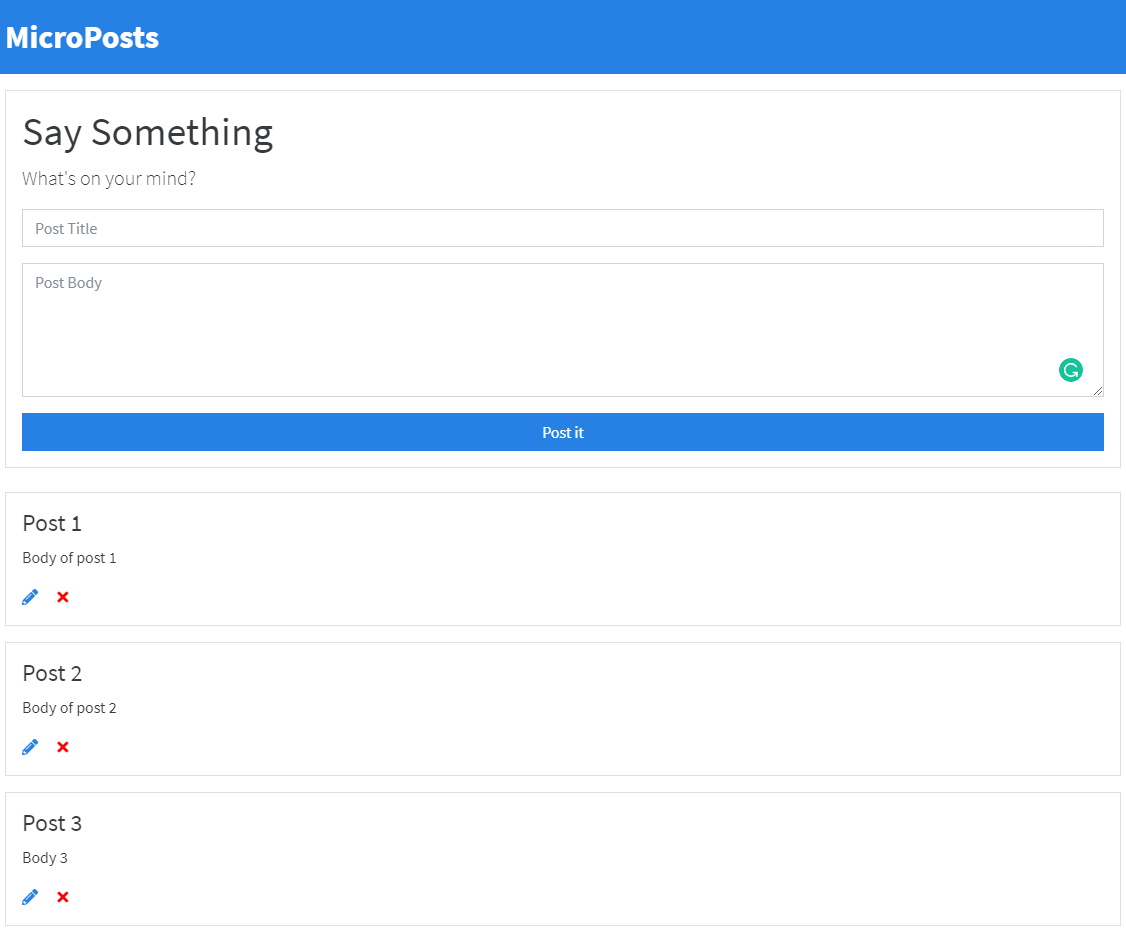 MicroPosts
Say Something
What's on your mind?
Post Title
Post Body
Post it
Post 1
Body of post 1
Post 2
Body of post 2
Post 3
Body 3